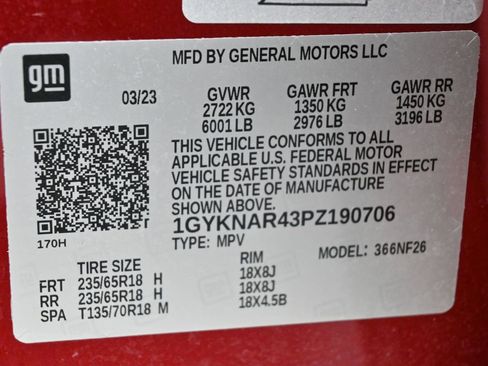 gm
MFD BY GENERAL MOTORS LLC
03/23 GVWR GAWR FRT GAWR RR
2722 KG 1350 KG 1450 KG
6001 LB 2976 LB 3196 LB
THIS VEHICLE CONFORMS TO ALL
APPLICABLE U.S. FEDERAL MOTOR
VEHICLE SAFETY STANDARDS IN EFFECT
ON THE DATE OF MANUFACTURE
SHOWN ABOVE.
170H
1GYKNAR43PZ190706
TYPE: MPV MODEL: 366NF26
TIRE SIZE RIM
FRT 235/65R18 H 18X8J
RR 235/65R18 H 18X8J
SPA T135/70R18 M 18X4.5B